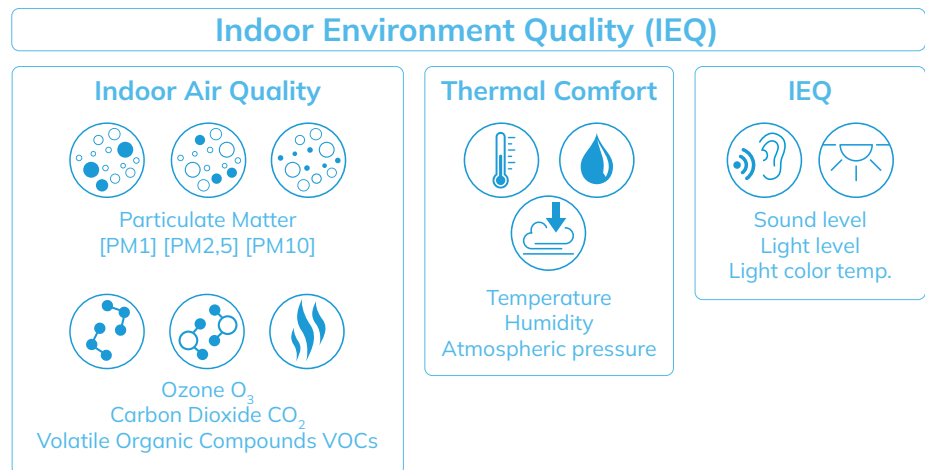 Indoor Environment Quality (IEQ)
Indoor Air Quality
Particulate Matter
[PM1] [PM2,5] [PM10]
Ozone O₃
Carbon Dioxide CO₂
Volatile Organic Compounds VOCs
Thermal Comfort
Temperature
Humidity
Atmospheric pressure
IEQ
Sound level
Light level
Light color temp.